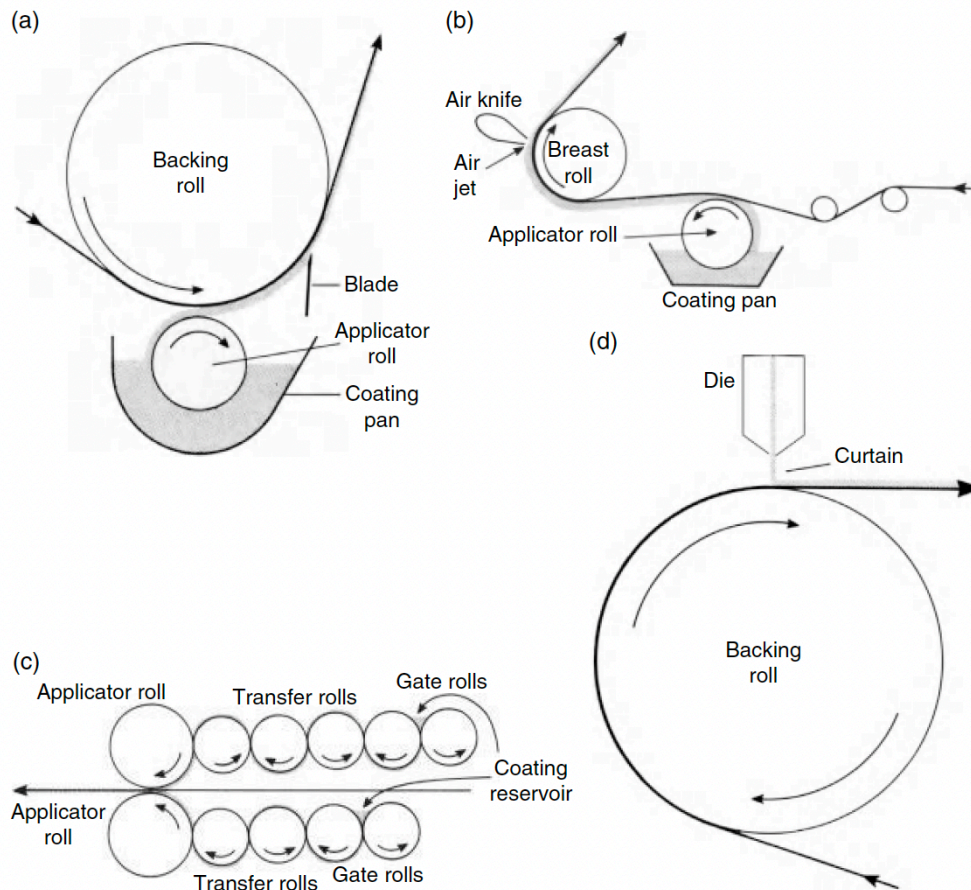 (a)
Backing
roll
Blade
Applicator
roll
Coating
pan
(b)
Air knife
Air
jet
Breast
roll
Applicator roll
Coating pan
(c)
Applicator roll
Transfer rolls
Gate rolls
Coating
reservoir
Applicator
roll
Transfer rolls
Gate rolls
(d)
Die
Curtain
Backing
roll